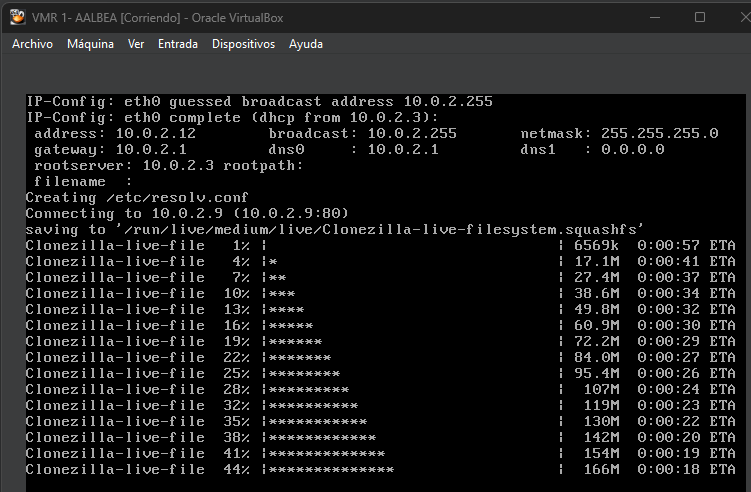 VMR 1- AALBEA [Corriendo] - Oracle VirtualBox
Archivo Máquina Ver Entrada Dispositivos Ayuda
IP-Config: eth0 guessed broadcast address 10.0.2.255
IP-Config: eth0 complete (dhcp from 10.0.2.3):
 address: 10.0.2.12        broadcast: 10.0.2.255       netmask: 255.255.255.0
 gateway: 10.0.2.1         dns0     : 10.0.2.1         dns1   : 0.0.0.0
 rootserver: 10.0.2.3 rootpath:
 filename  :
Creating /etc/resolv.conf
Connecting to 10.0.2.9 (10.0.2.9:80)
saving to '/run/live/medium/live/Clonezilla-live-filesystem.squashfs'
Clonezilla-live-file   1% |                                | 6569k  0:00:57 ETA
Clonezilla-live-file   4% |*                               | 17.1M  0:00:41 ETA
Clonezilla-live-file   7% |**                              | 27.4M  0:00:37 ETA
Clonezilla-live-file  10% |***                             | 38.6M  0:00:34 ETA
Clonezilla-live-file  13% |****                            | 49.8M  0:00:32 ETA
Clonezilla-live-file  16% |*****                           | 60.9M  0:00:30 ETA
Clonezilla-live-file  19% |******                          | 72.2M  0:00:29 ETA
Clonezilla-live-file  22% |*******                         | 84.0M  0:00:27 ETA
Clonezilla-live-file  25% |********                        | 95.4M  0:00:26 ETA
Clonezilla-live-file  28% |*********                       |  107M  0:00:24 ETA
Clonezilla-live-file  32% |**********                      |  119M  0:00:23 ETA
Clonezilla-live-file  35% |***********                     |  130M  0:00:22 ETA
Clonezilla-live-file  38% |************                    |  142M  0:00:20 ETA
Clonezilla-live-file  41% |*************                   |  154M  0:00:19 ETA
Clonezilla-live-file  44% |**************                  |  166M  0:00:18 ETA